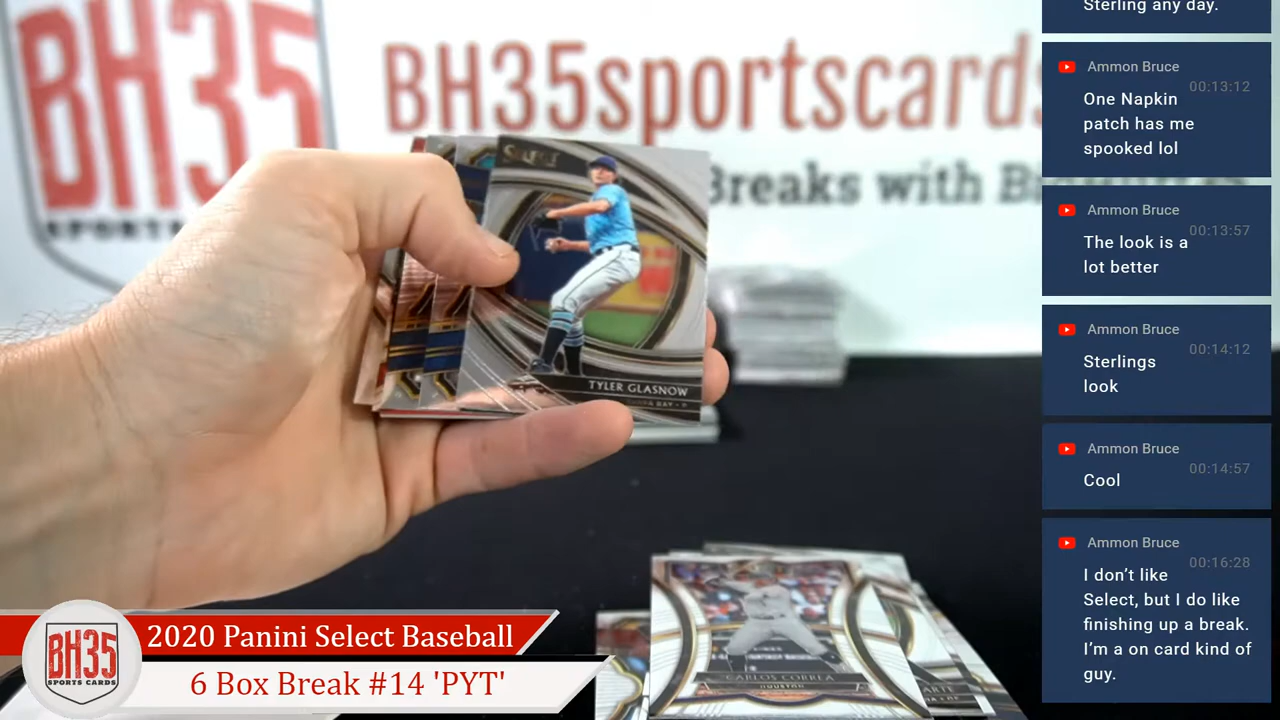 BH35
SPORTS
BH35sportscards
Breaks with
SELECT
TYLER GLASNOW
CARLOS CORREA
HOUSTON
BH35
SPORTS CARDS
2020 Panini Select Baseball
6 Box Break #14 'PYT'
Sterling any day.
Ammon Bruce
00:13:12
One Napkin
patch has me
spooked lol
Ammon Bruce
00:13:57
The look is a
lot better
Ammon Bruce
00:14:12
Sterlings
look
Ammon Bruce
00:14:57
Cool
Ammon Bruce
00:16:28
I don’t like
Select, but I do like
finishing up a break.
I’m a on card kind of
guy.